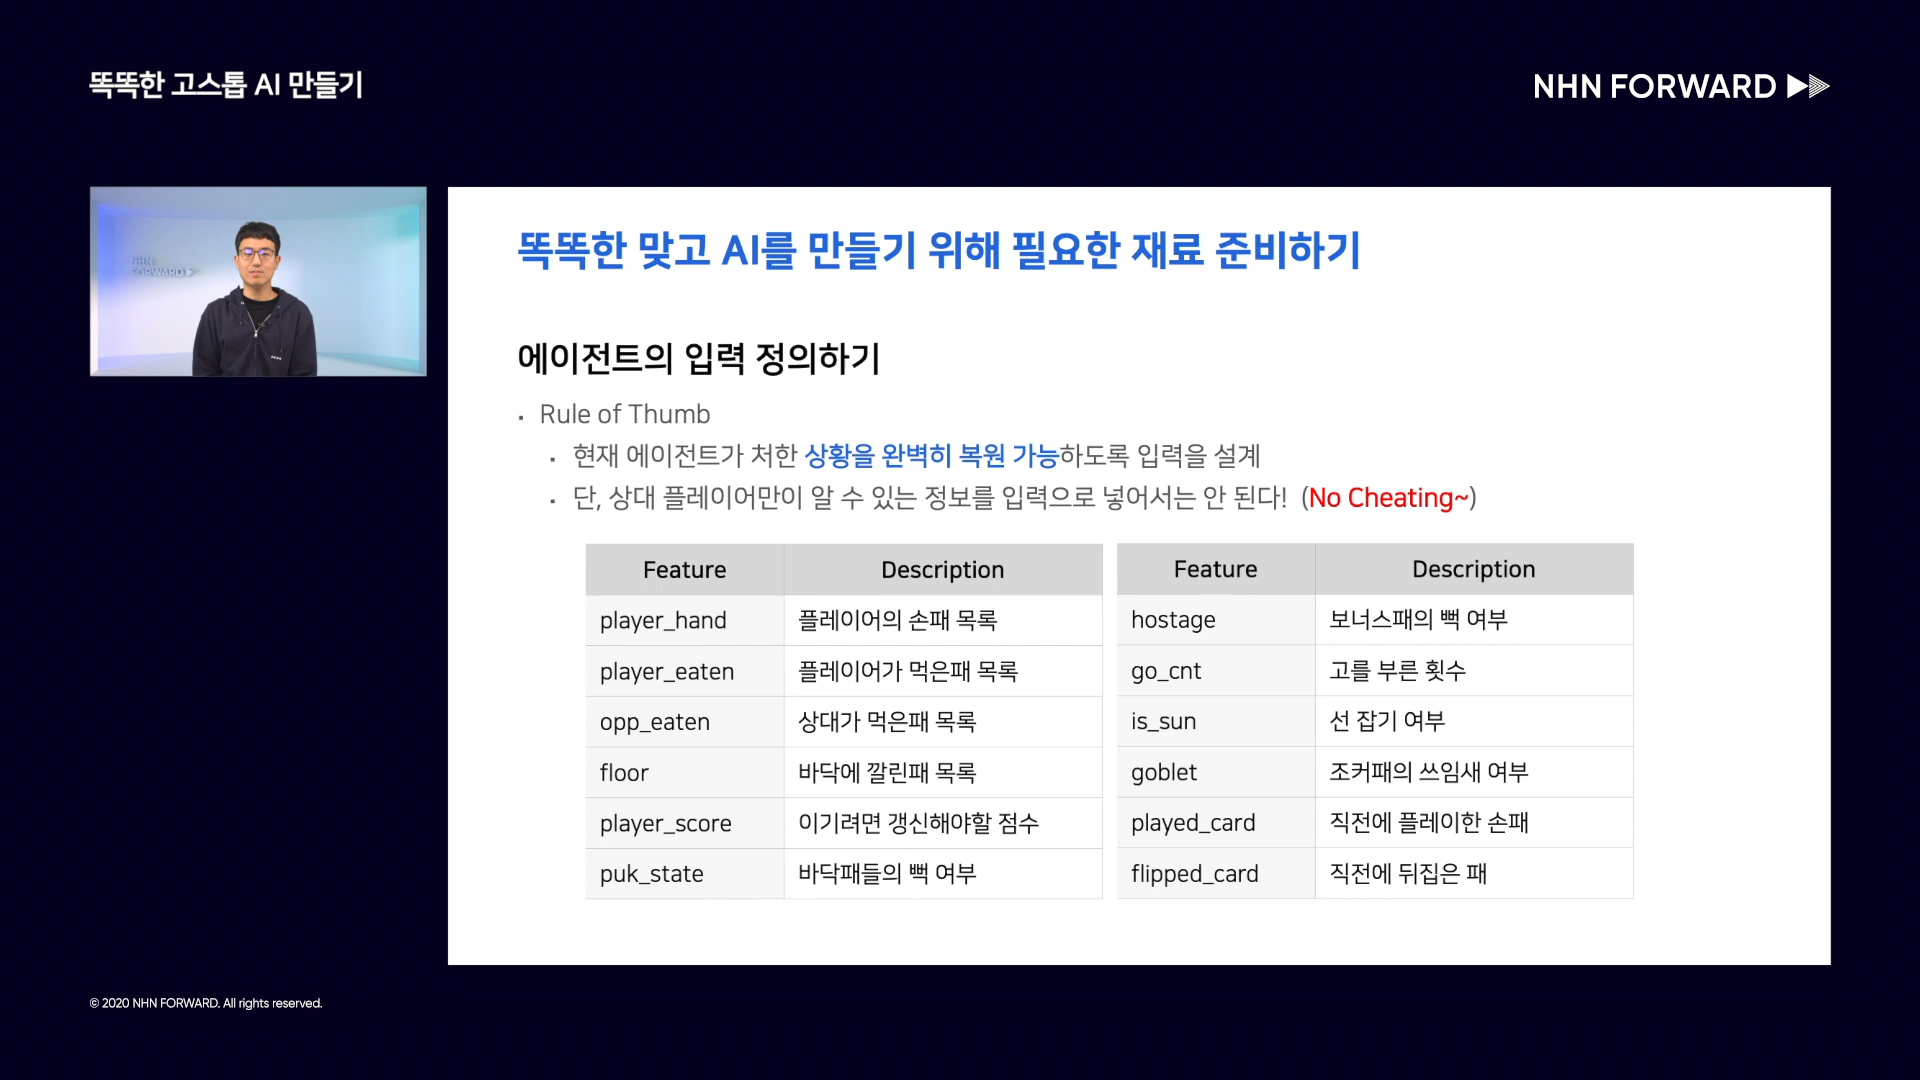 똑똑한 고스톱 AI 만들기
NHN FORWARD
NHN
FORWARD
똑똑한 맞고 AI를 만들기 위해 필요한 재료 준비하기
에이전트의 입력 정의하기
· Rule of Thumb
· 현재 에이전트가 처한 상황을 완벽히 복원 가능하도록 입력을 설계
· 단, 상대 플레이어만이 알 수 있는 정보를 입력으로 넣어서는 안 된다! (No Cheating~)
Feature Description
player_hand 플레이어의 손패 목록
player_eaten 플레이어가 먹은패 목록
opp_eaten 상대가 먹은패 목록
floor 바닥에 깔린패 목록
player_score 이기려면 갱신해야할 점수
puk_state 바닥패들의 뻑 여부
Feature Description
hostage 보너스패의 뻑 여부
go_cnt 고를 부른 횟수
is_sun 선 잡기 여부
goblet 조커패의 쓰임새 여부
played_card 직전에 플레이한 손패
flipped_card 직전에 뒤집은 패
© 2020 NHN FORWARD. All rights reserved.